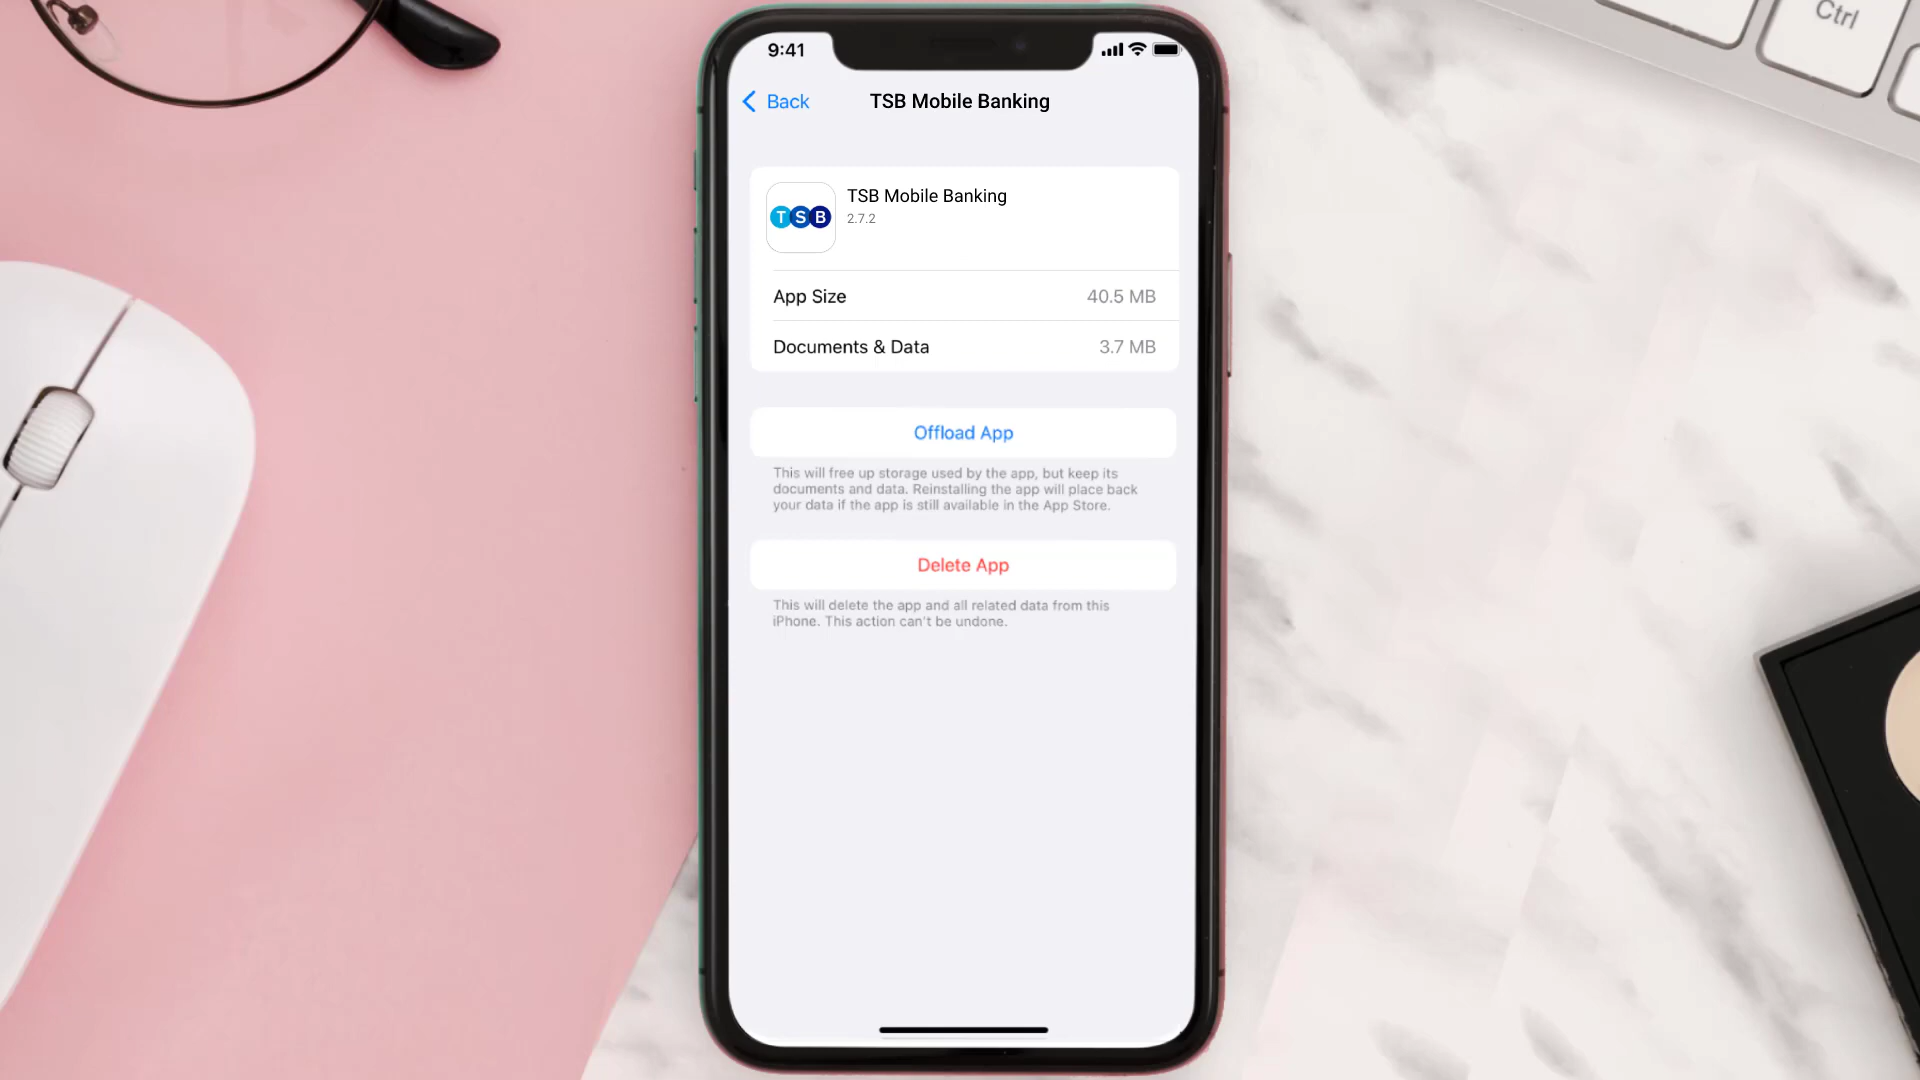 Ctrl
9:41
Back
TSB Mobile Banking
TSB
TSB Mobile Banking
2.7.2
App Size 40.5 MB
Documents & Data 3.7 MB
Offload App
This will free up storage used by the app, but keep its
documents and data. Reinstalling the app will place back
your data if the app is still available in the App Store.
Delete App
This will delete the app and all related data from this
iPhone. This action can't be undone.